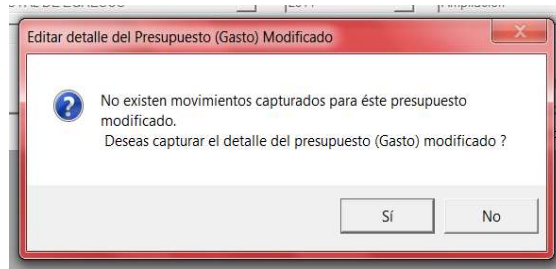 Editar detalle del Presupuesto (Gasto) Modificado
No existen movimientos capturados para éste presupuesto
modificado.
Deseas capturar el detalle del presupuesto (Gasto) modificado ?
Sí
No